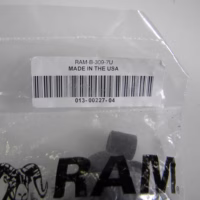 RAM-B-309-7U
MADE IN THE USA
013-00227-04
RAM